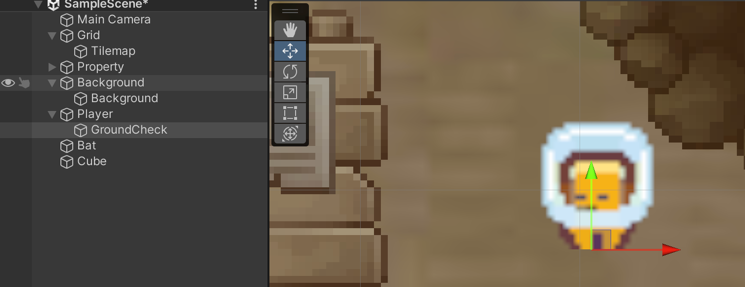 SampleScene*
Main Camera
Grid
Tilemap
Property
Background
Background
Player
GroundCheck
Bat
Cube